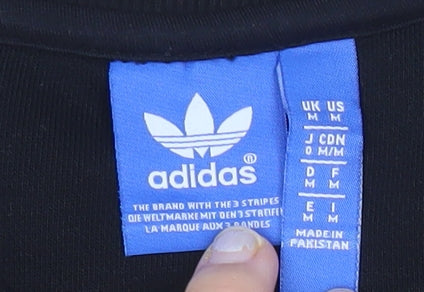 adidas
THE BRAND WITH THE 3 STRIPES
DIE WELTMARKE MIT DEN 3 STREIFEN
LA MARQUE AUX 3 BANDES
UK US
M M
J CDN
O M/M
D F
M M
E I
M M
MADE IN
PAKISTAN